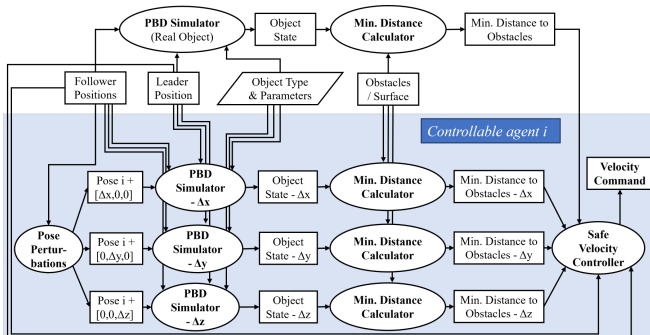 PBD Simulator
(Real Object)
Object
State
Min. Distance
Calculator
Min. Distance to
Obstacles
Follower
Positions
Leader
Position
Object Type
& Parameters
Obstacles
/ Surface
Controllable agent i
Pose i +
[Δx,0,0]
PBD
Simulator
- Δx
Object
State - Δx
Min. Distance
Calculator
Min. Distance to
Obstacles - Δx
Velocity
Command
Pose
Pertur-
bations
Pose i +
[0,Δy,0]
PBD
Simulator
- Δy
Object
State - Δy
Min. Distance
Calculator
Min. Distance to
Obstacles - Δy
Safe
Velocity
Controller
Pose i +
[0,0,Δz]
PBD
Simulator
- Δz
Object
State - Δz
Min. Distance
Calculator
Min. Distance to
Obstacles - Δz